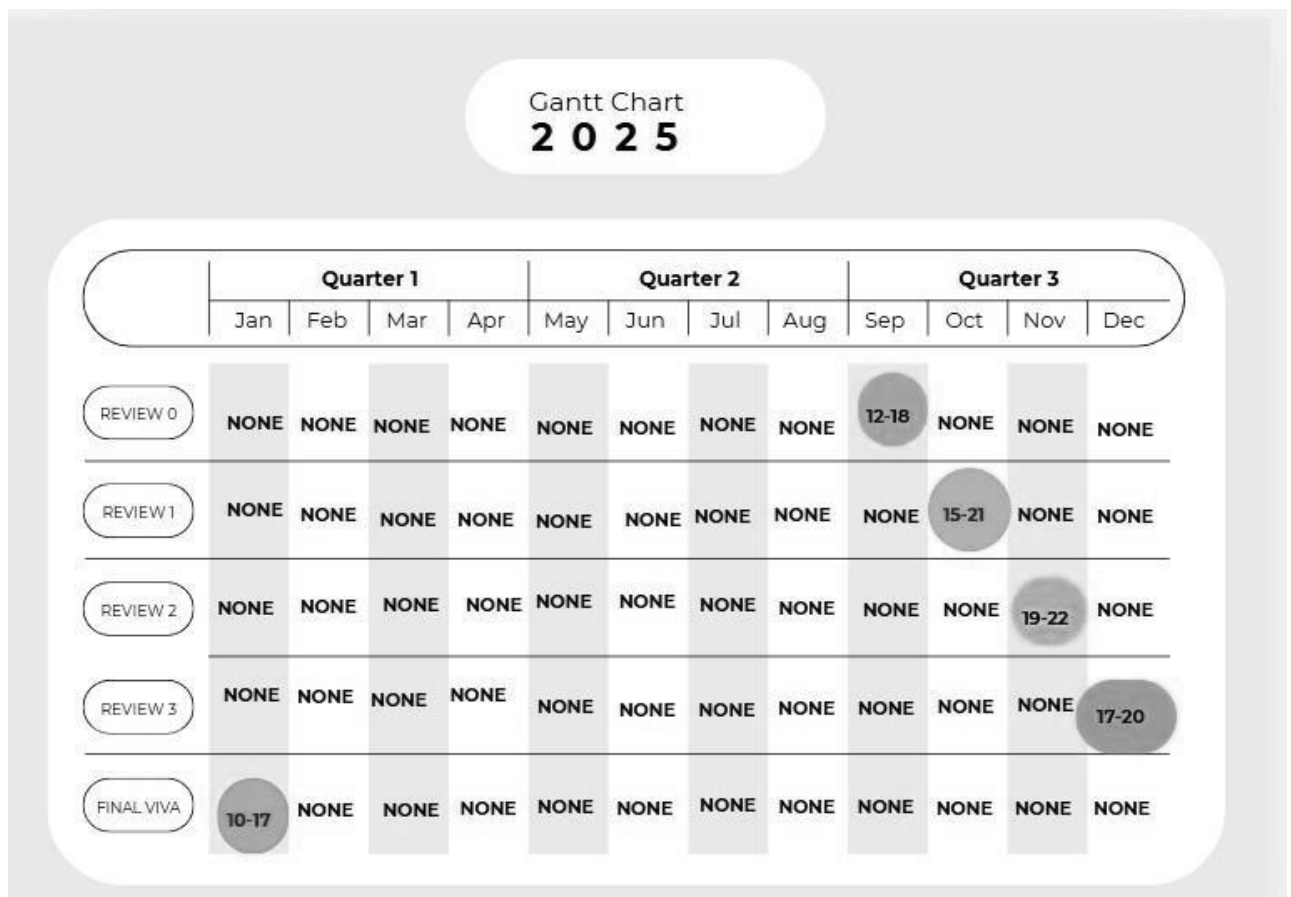 Gantt Chart
2 0 2 5
Quarter 1 Quarter 2 Quarter 3
Jan Feb Mar Apr May Jun Jul Aug Sep Oct Nov Dec
REVIEW 0 NONE NONE NONE NONE NONE NONE NONE NONE 12-18 NONE NONE NONE
REVIEW 1 NONE NONE NONE NONE NONE NONE NONE NONE NONE 15-21 NONE NONE
REVIEW 2 NONE NONE NONE NONE NONE NONE NONE NONE NONE NONE 19-22 NONE
REVIEW 3 NONE NONE NONE NONE NONE NONE NONE NONE NONE NONE NONE 17-20
FINAL VIVA 10-17 NONE NONE NONE NONE NONE NONE NONE NONE NONE NONE NONE